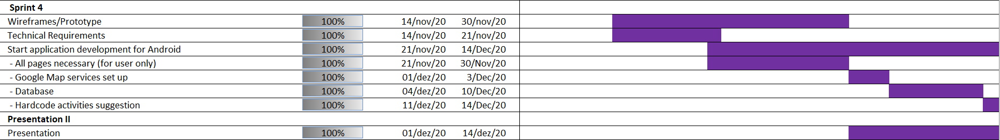 Sprint 4
Wireframes/Prototype 100% 14/nov/20 30/nov/20
Technical Requirements 100% 14/nov/20 21/nov/20
Start application development for Android 100% 21/nov/20 14/Dec/20
- All pages necessary (for user only) 100% 21/nov/20 30/Nov/20
- Google Map services set up 100% 01/dez/20 3/Dec/20
- Database 100% 04/dez/20 10/Dec/20
- Hardcode activities suggestion 100% 11/dez/20 14/Dec/20
Presentation II
Presentation 100% 01/dez/20 14/dez/20